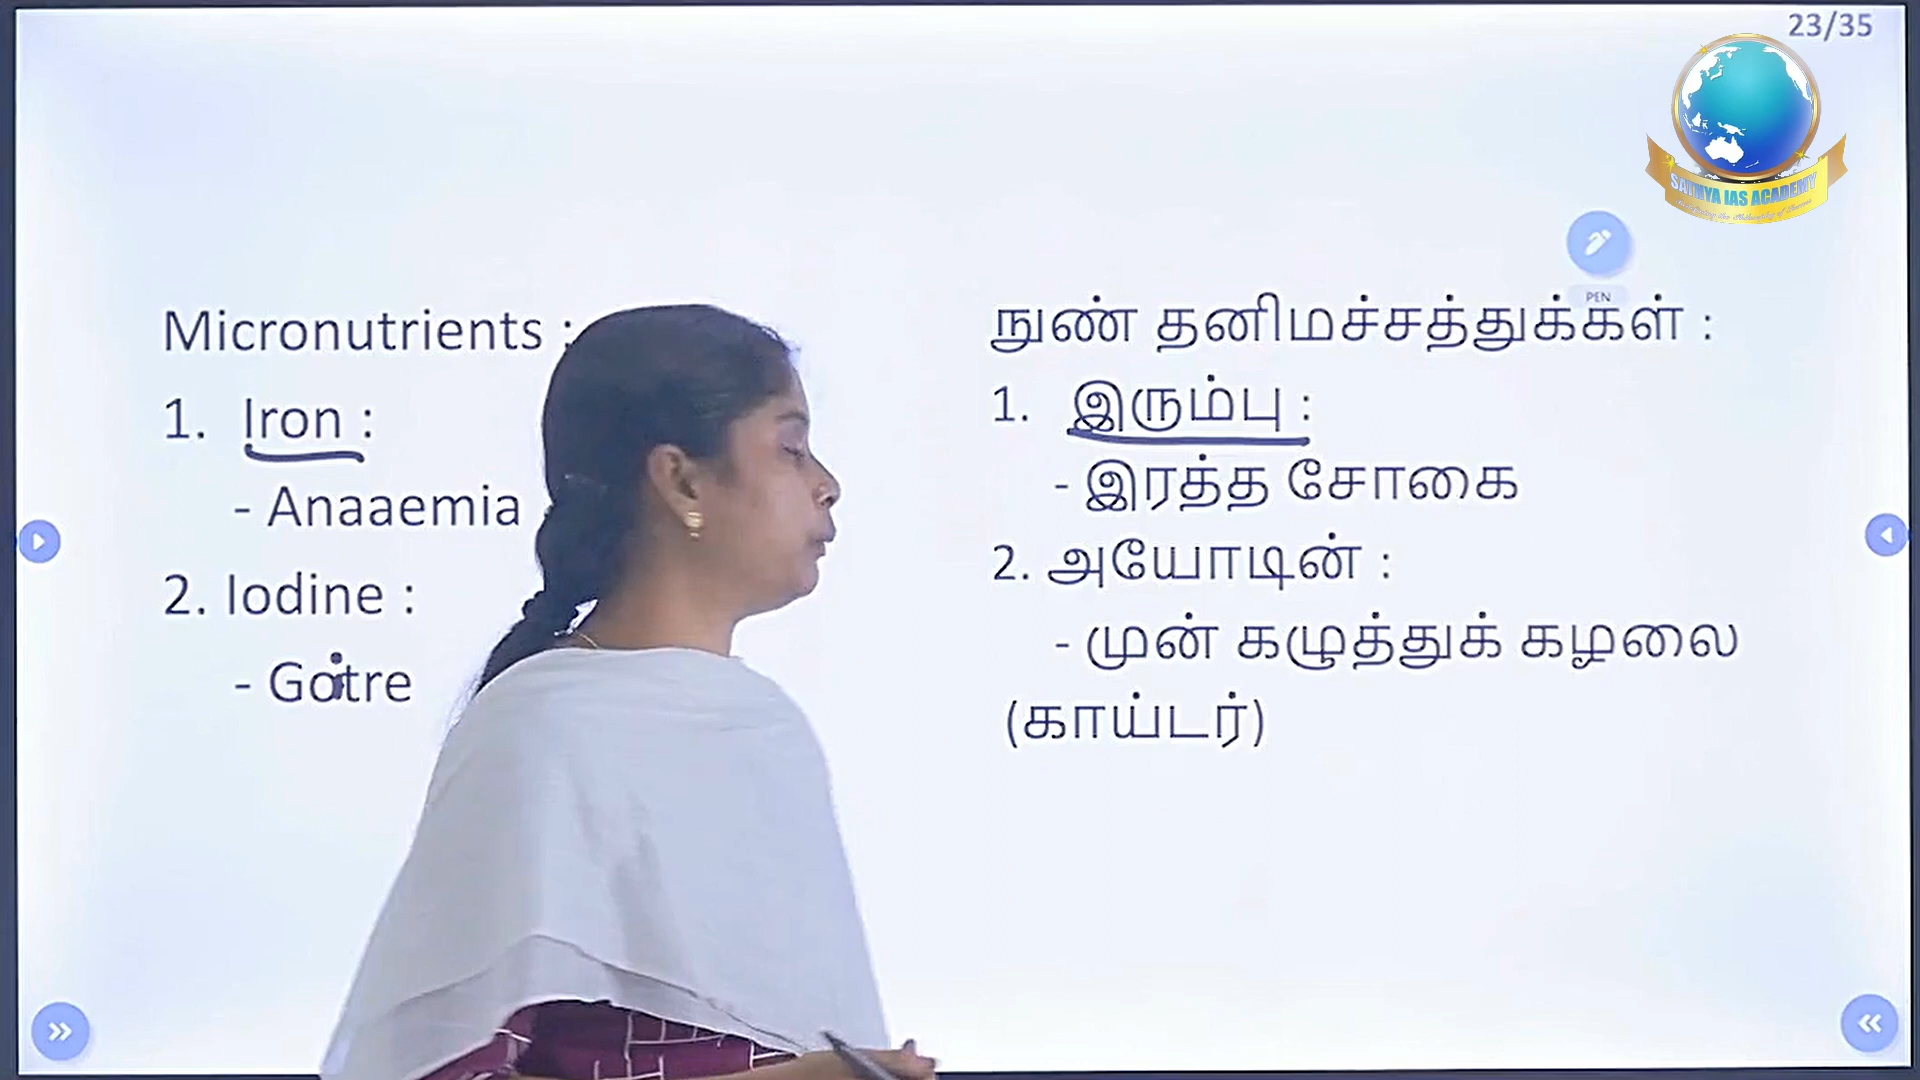 23/35
SATHYA IAS ACADEMY
PEN
Micronutrients :
1. Iron :
- Anaaemia
2. Iodine :
- Goitre
நுண் தனிமச்சத்துக்கள் :
1. இரும்பு :
- இரத்த சோகை
2. அயோடின் :
- முன் கழுத்துக் கழலை
(காய்டர்)